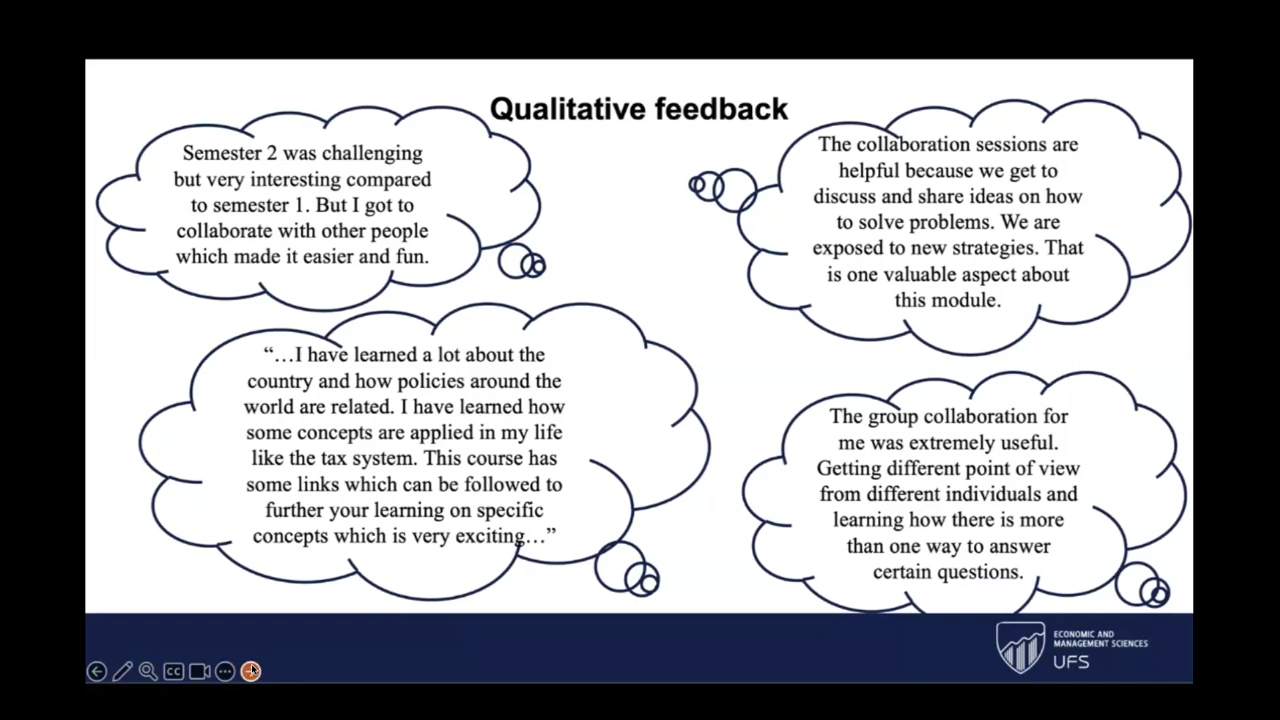 Qualitative feedback
Semester 2 was challenging
but very interesting compared
to semester 1. But I got to
collaborate with other people
which made it easier and fun.
The collaboration sessions are
helpful because we get to
discuss and share ideas on how
to solve problems. We are
exposed to new strategies. That
is one valuable aspect about
this module.
“…I have learned a lot about the
country and how policies around the
world are related. I have learned how
some concepts are applied in my life
like the tax system. This course has
some links which can be followed to
further your learning on specific
concepts which is very exciting…”
The group collaboration for
me was extremely useful.
Getting different point of view
from different individuals and
learning how there is more
than one way to answer
certain questions.
ECONOMIC AND
MANAGEMENT SCIENCES
UFS
CC